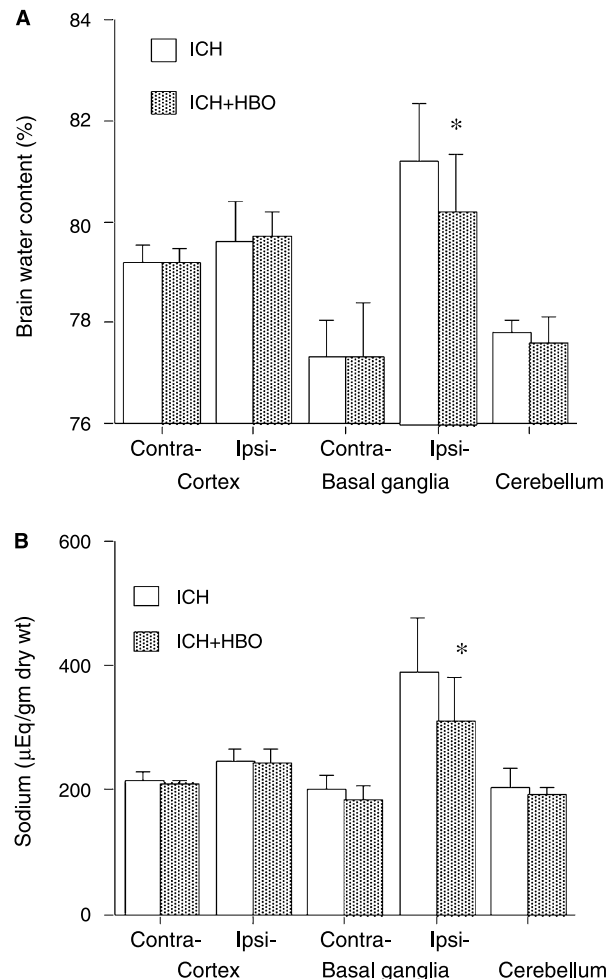 A
84
82
80
78
76
Brain water content (%)
ICH
ICH+HBO
*
Contra- Ipsi- Contra- Ipsi-
Cortex Basal ganglia Cerebellum
B
600
400
200
0
Sodium (µEq/gm dry wt)
ICH
ICH+HBO
*
Contra- Ipsi- Contra- Ipsi-
Cortex Basal ganglia Cerebellum